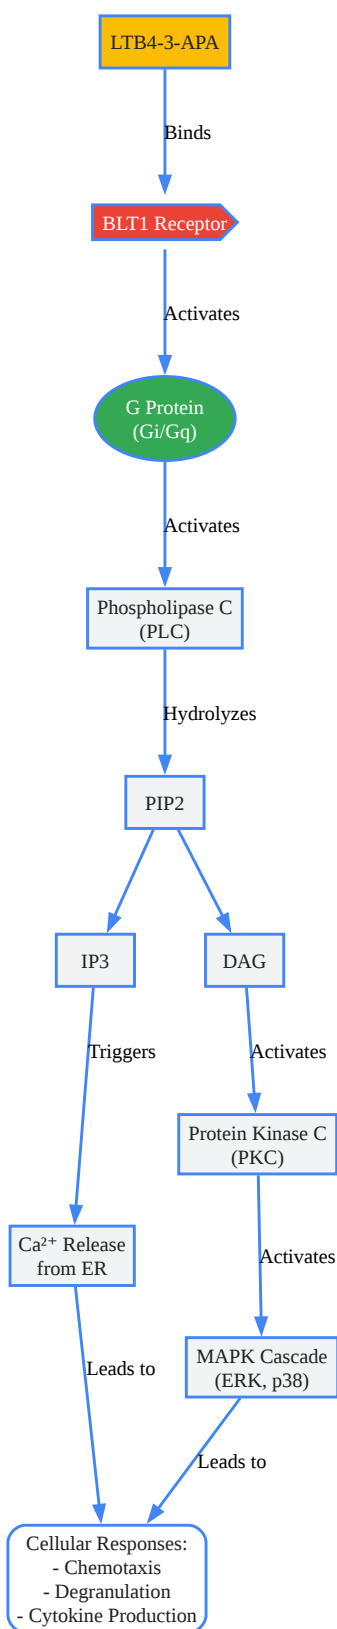 LTB4-3-APA
Binds
BLT1 Receptor
Activates
G Protein
(Gi/Gq)
Activates
Phospholipase C
(PLC)
Hydrolyzes
PIP2
IP3
DAG
Triggers
Activates
Protein Kinase C
(PKC)
Ca²⁺ Release
from ER
Activates
MAPK Cascade
(ERK, p38)
Leads to
Leads to
Cellular Responses:
- Chemotaxis
- Degranulation
- Cytokine Production